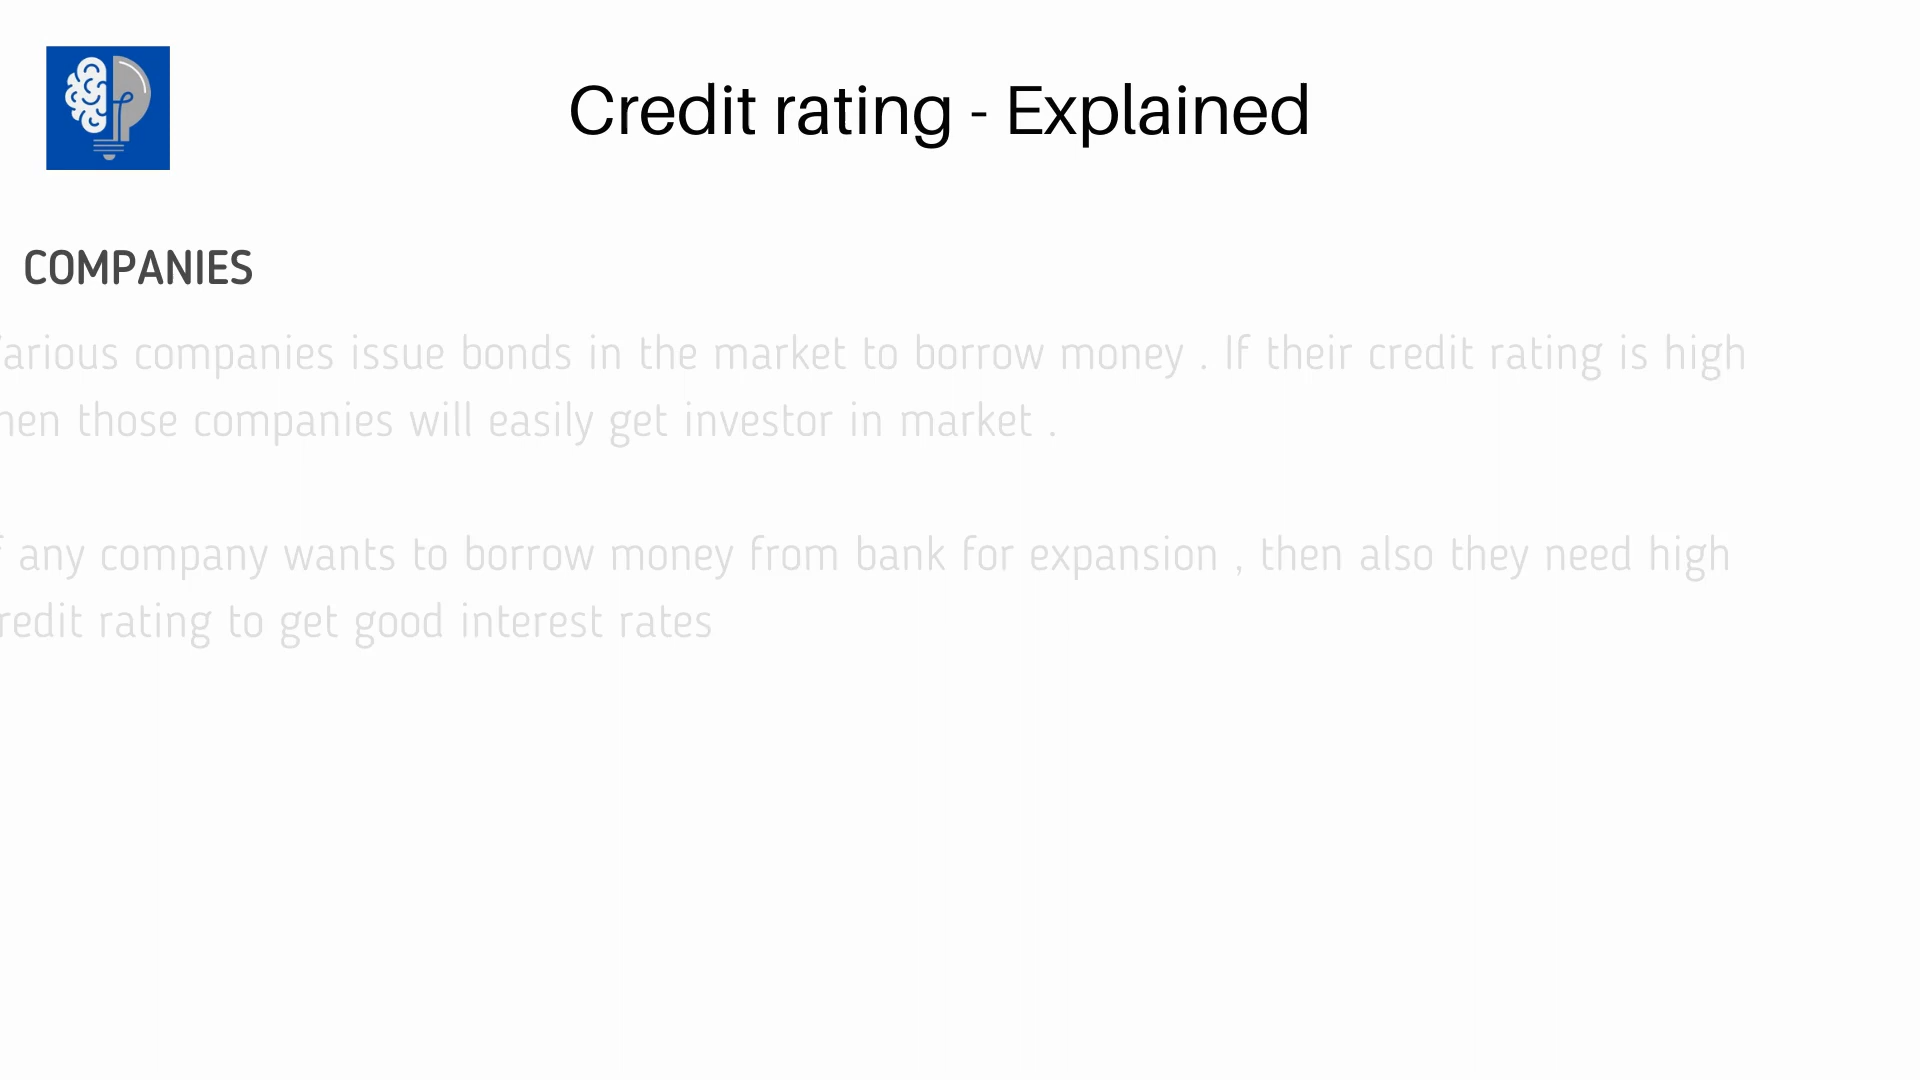 Credit rating - Explained
COMPANIES
arious companies issue bonds in the market to borrow money . If their credit rating is high
hen those companies will easily get investor in market .
f any company wants to borrow money from bank for expansion , then also they need high
redit rating to get good interest rates